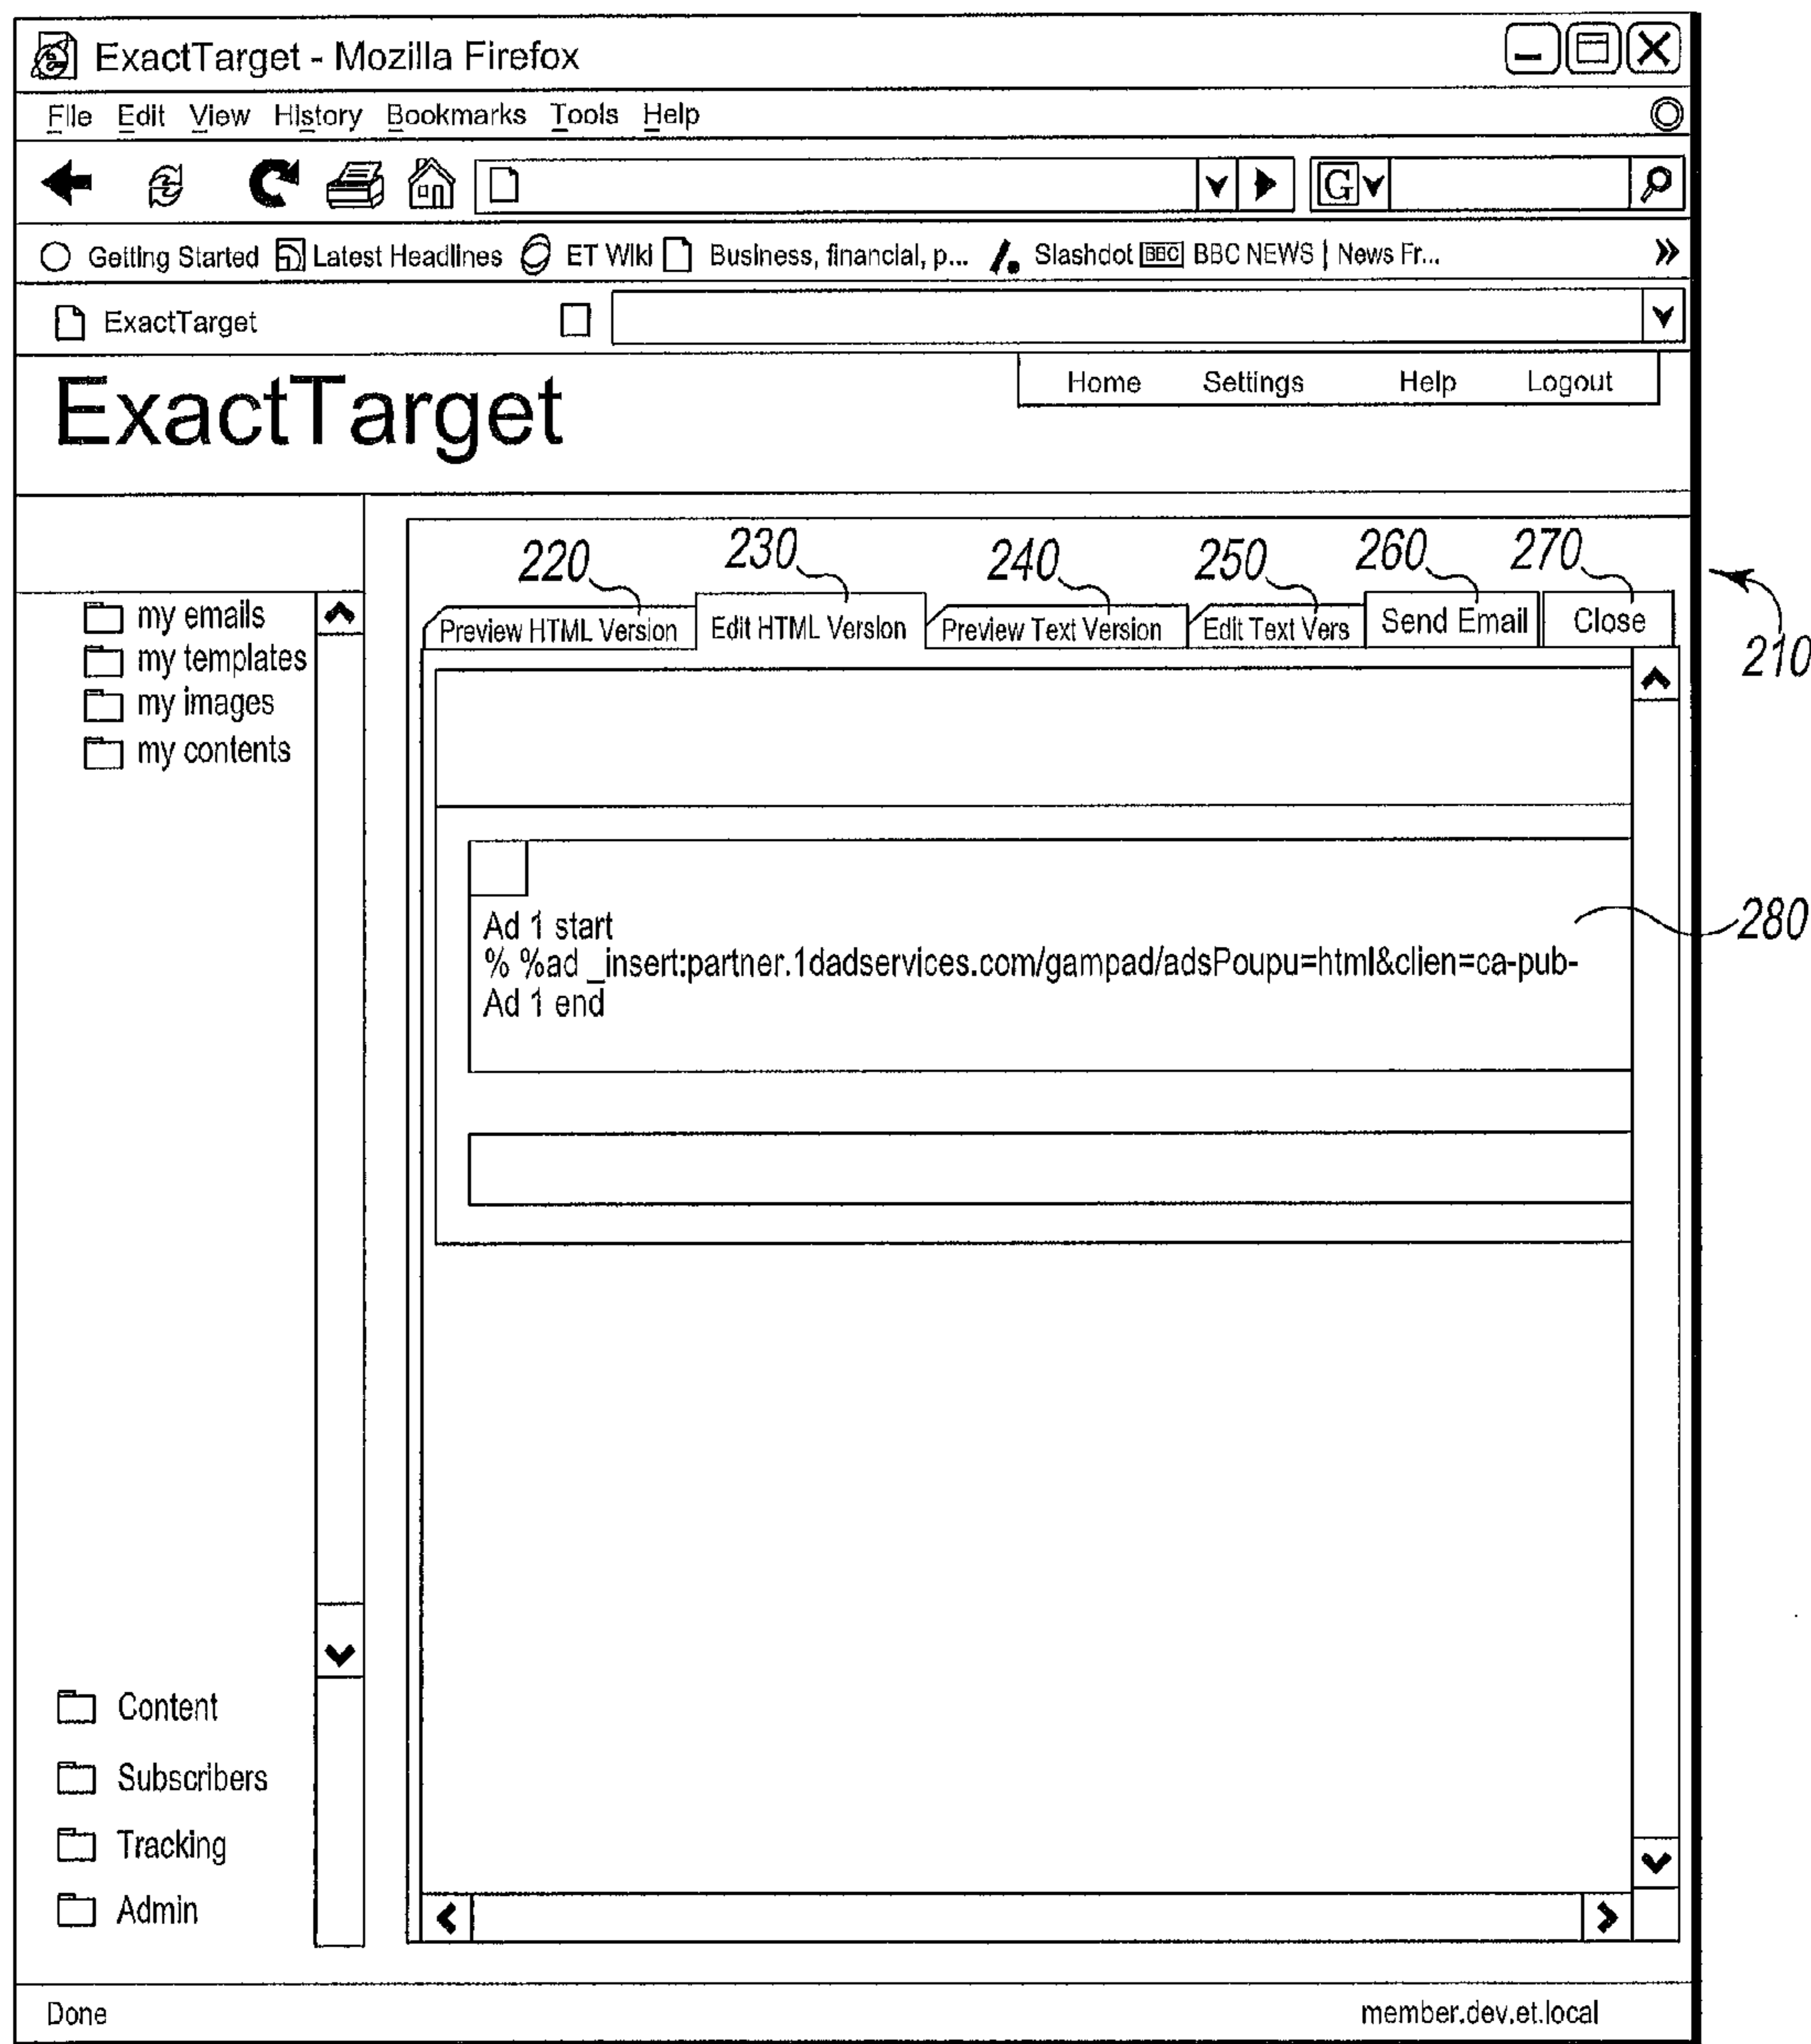 ExactTarget - Mozilla Firefox
File Edit View History Bookmarks Tools Help
G
Getting Started Latest Headlines ET Wiki Business, financial, p... Slashdot BBC BBC NEWS | News Fr...
ExactTarget
Home Settings Help Logout
ExactTarget
220 230 240 250 260 270
210
Preview HTML Version Edit HTML Version Preview Text Version Edit Text Vers Send Email Close
my emails
my templates
my images
my contents
280
Ad 1 start
% %ad _insert:partner.1dadservices.com/gampad/adsPoupu=html&clien=ca-pub-
Ad 1 end
Content
Subscribers
Tracking
Admin
Done member.dev.et.local